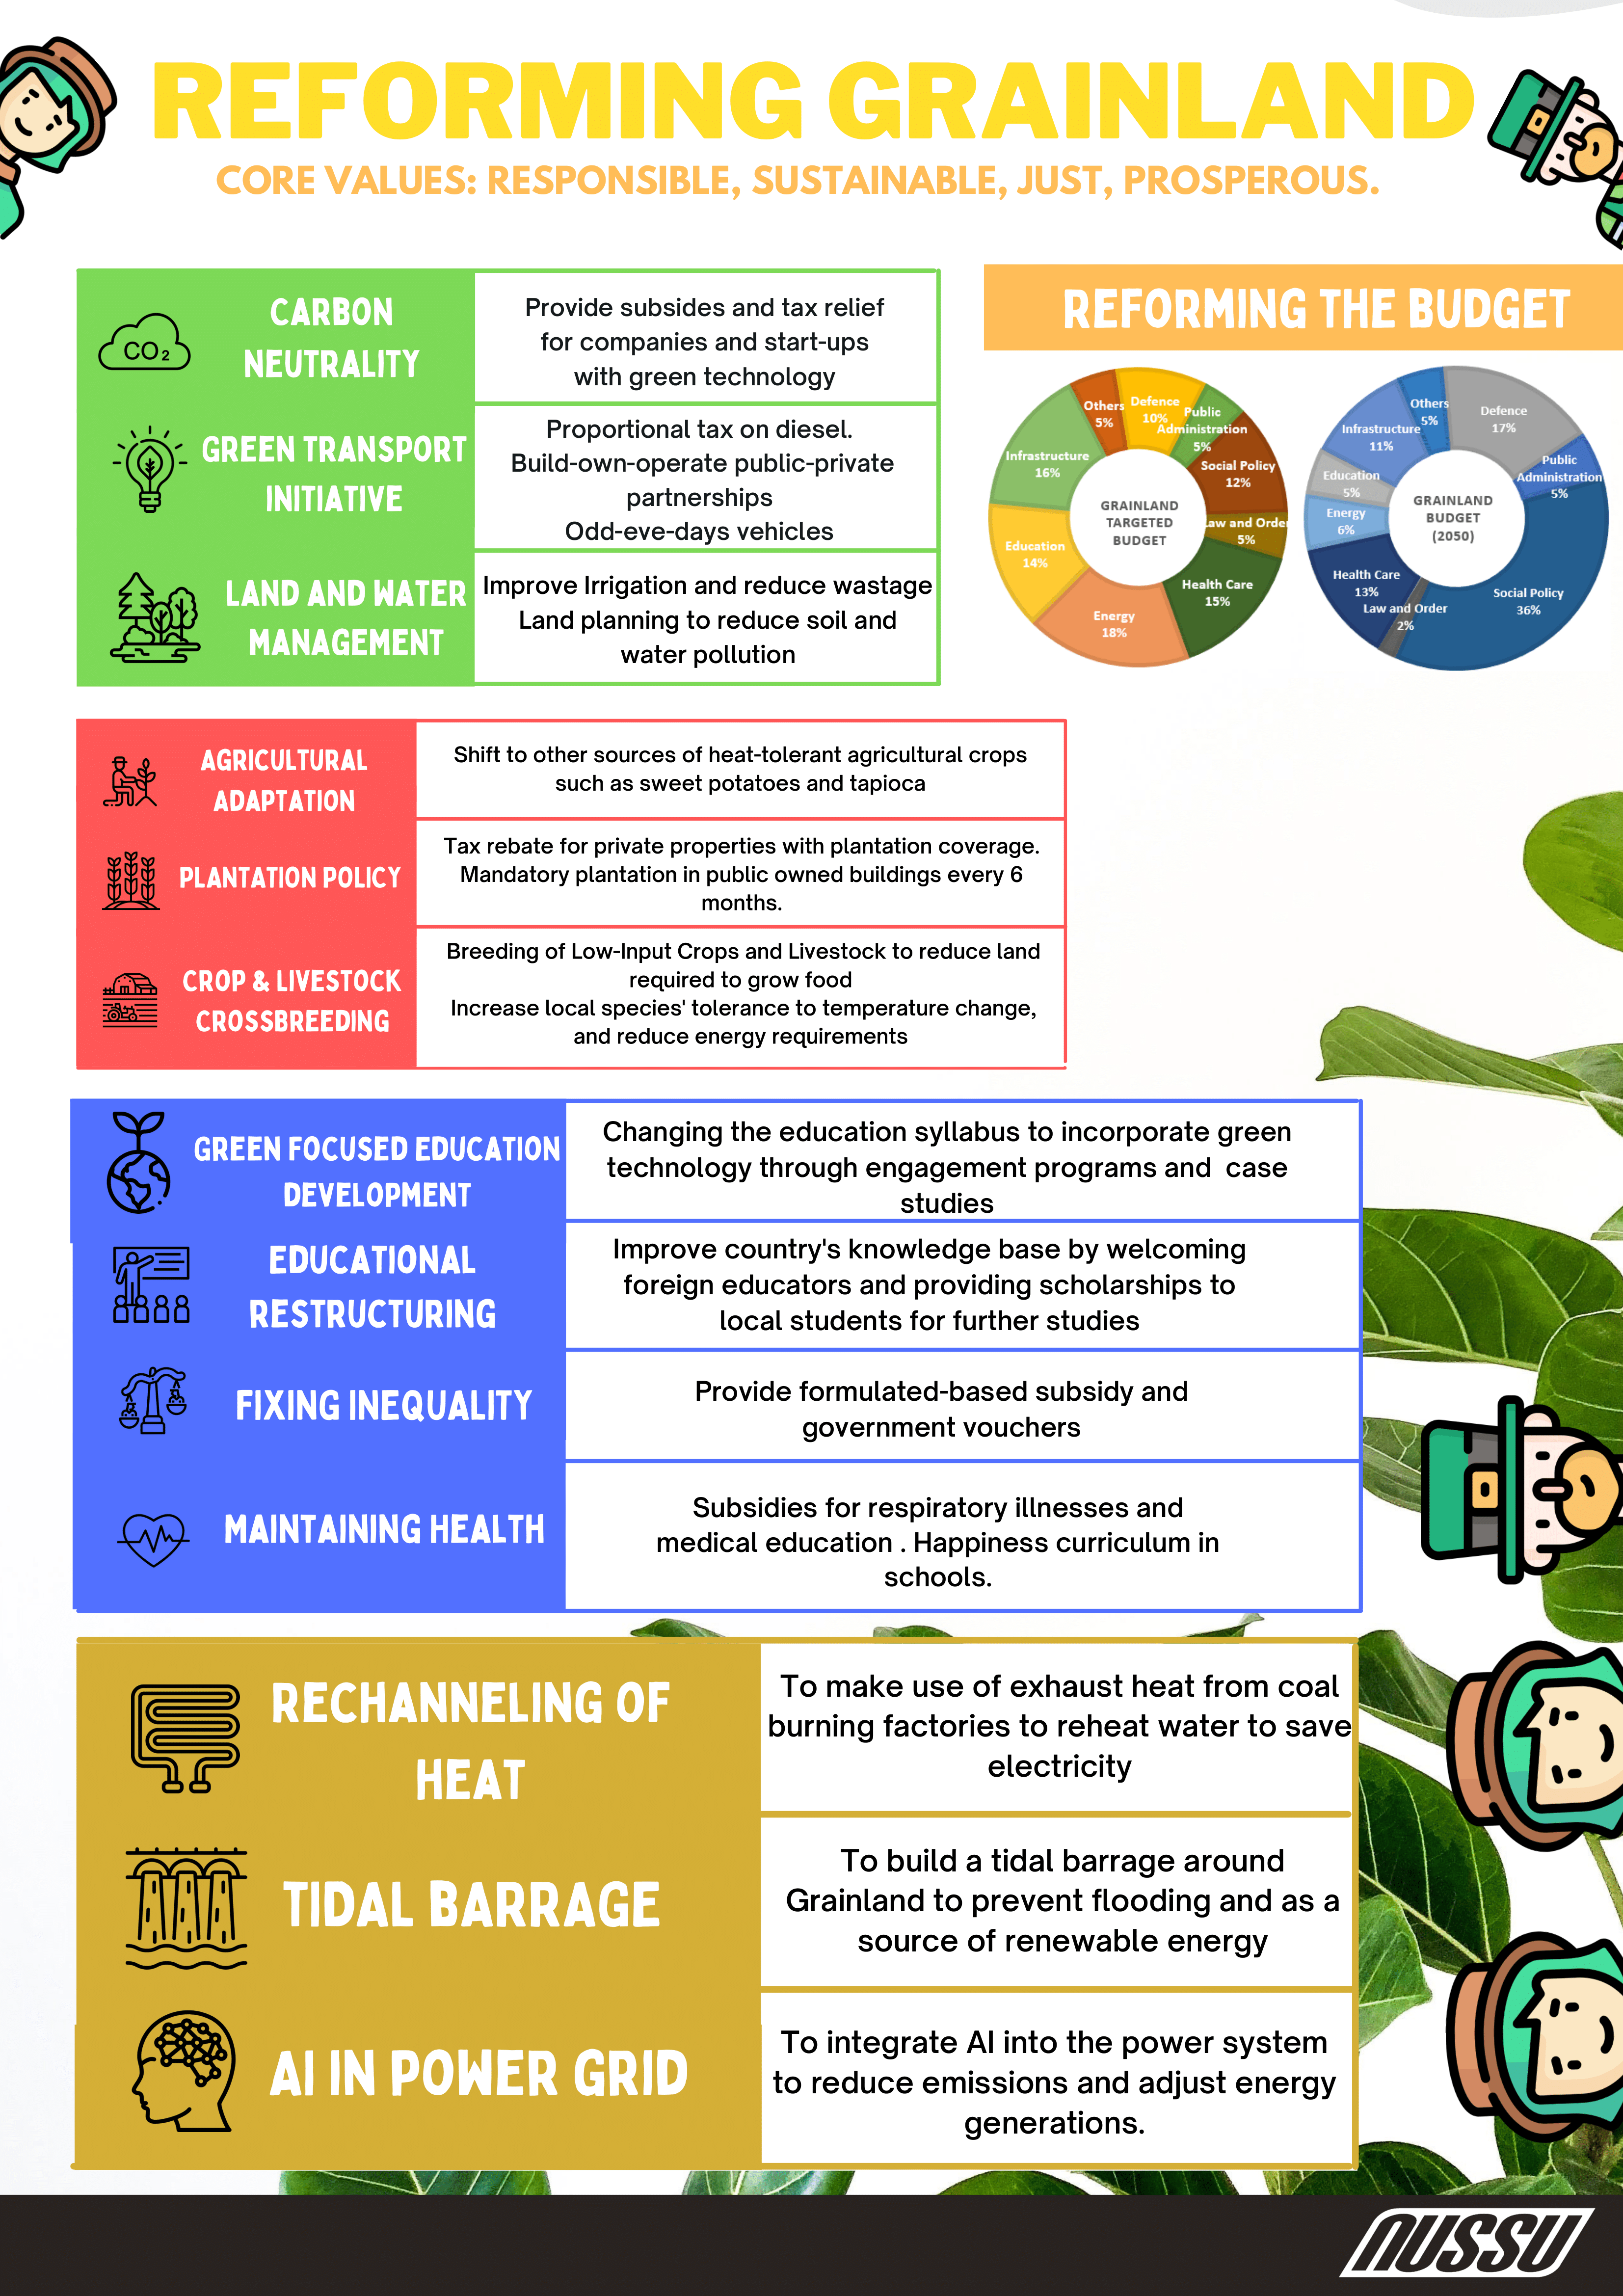 REFORMING GRAINLAND
CORE VALUES: RESPONSIBLE, SUSTAINABLE, JUST, PROSPEROUS.
CARBON
NEUTRALITY
CO2
Provide subsides and tax relief
for companies and start-ups
with green technology
GREEN TRANSPORT
INITIATIVE
Proportional tax on diesel.
Build-own-operate public-private
partnerships
Odd-eve-days vehicles
LAND AND WATER
MANAGEMENT
Improve Irrigation and reduce wastage
Land planning to reduce soil and
water pollution
REFORMING THE BUDGET
GRAINLAND
TARGETED
BUDGET
Defence
10%
Public
Administration
5%
Social Policy
12%
Law and Order
5%
Health Care
15%
Energy
18%
Education
14%
Infrastructure
16%
Others
5%
GRAINLAND
BUDGET
(2050)
Defence
17%
Public
Administration
5%
Social Policy
36%
Law and Order
2%
Health Care
13%
Energy
6%
Education
5%
Infrastructure
11%
Others
5%
AGRICULTURAL
ADAPTATION
Shift to other sources of heat-tolerant agricultural crops
such as sweet potatoes and tapioca
PLANTATION POLICY
Tax rebate for private properties with plantation coverage.
Mandatory plantation in public owned buildings every 6
months.
CROP & LIVESTOCK
CROSSBREEDING
Breeding of Low-Input Crops and Livestock to reduce land
required to grow food
Increase local species' tolerance to temperature change,
and reduce energy requirements
GREEN FOCUSED EDUCATION
DEVELOPMENT
Changing the education syllabus to incorporate green
technology through engagement programs and case
studies
EDUCATIONAL
RESTRUCTURING
Improve country's knowledge base by welcoming
foreign educators and providing scholarships to
local students for further studies
FIXING INEQUALITY
Provide formulated-based subsidy and
government vouchers
MAINTAINING HEALTH
Subsidies for respiratory illnesses and
medical education . Happiness curriculum in
schools.
RECHANNELING OF
HEAT
To make use of exhaust heat from coal
burning factories to reheat water to save
electricity
TIDAL BARRAGE
To build a tidal barrage around
Grainland to prevent flooding and as a
source of renewable energy
AI IN POWER GRID
To integrate AI into the power system
to reduce emissions and adjust energy
generations.
NUSSU